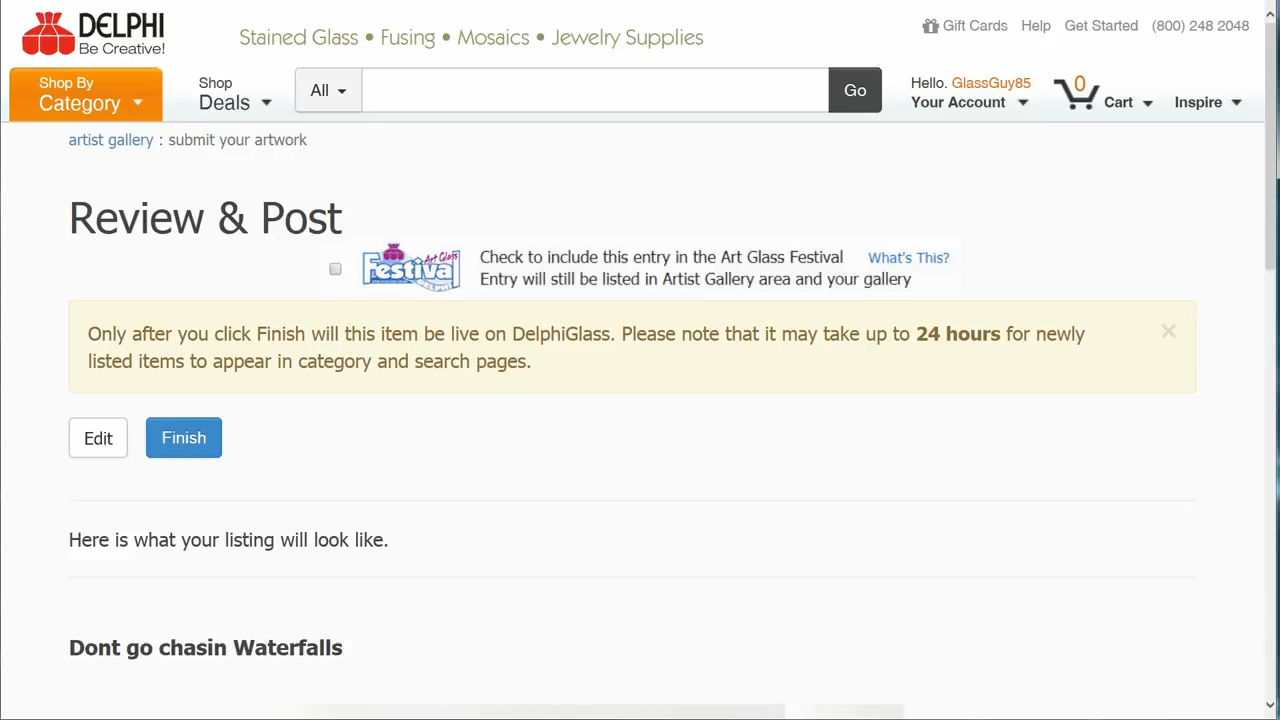 DELPHI
Be Creative!
Stained Glass • Fusing • Mosaics • Jewelry Supplies
Gift Cards Help Get Started (800) 248 2048
Shop By
Category
Shop
Deals
All
Go
Hello. GlassGuy85
Your Account
0
Cart
Inspire
artist gallery : submit your artwork
Review & Post
Art Glass
Festival
DELPHI
Check to include this entry in the Art Glass Festival What's This?
Entry will still be listed in Artist Gallery area and your gallery
Only after you click Finish will this item be live on DelphiGlass. Please note that it may take up to 24 hours for newly
listed items to appear in category and search pages.
Edit
Finish
Here is what your listing will look like.
Dont go chasin Waterfalls